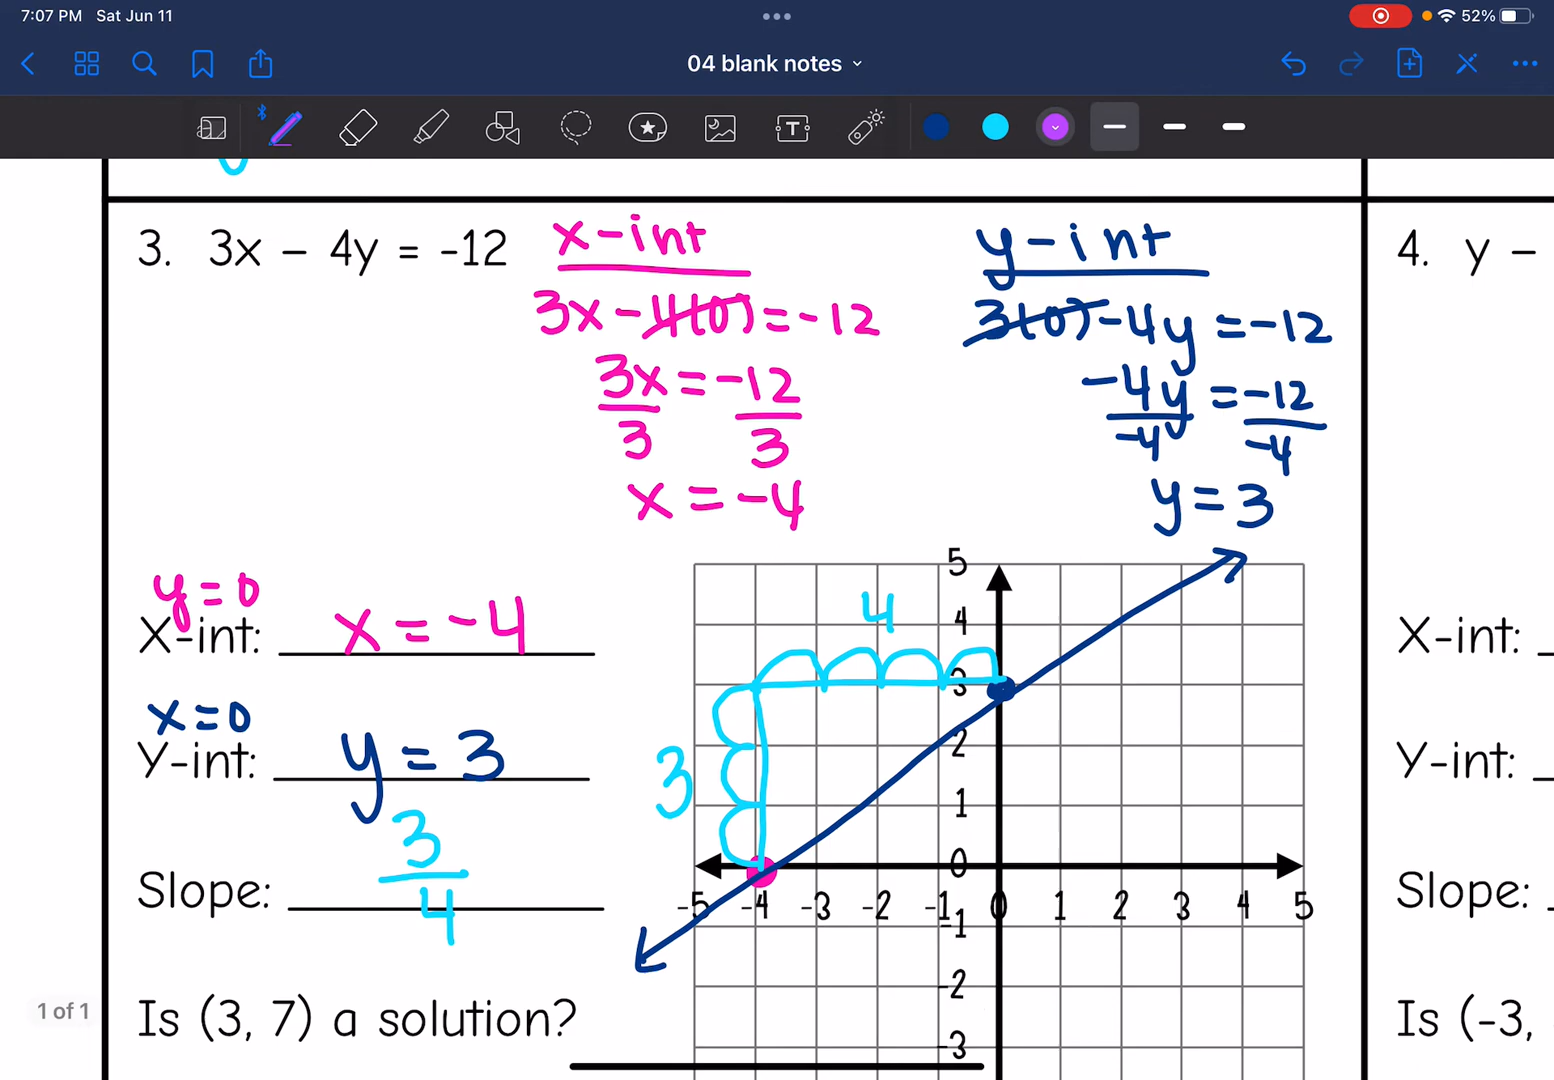 7:07 PM Sat Jun 11
52%
04 blank notes
T
3. 3x – 4y = -12
x-int
3x - 4(0) = -12
3x = -12
3 3
x = -4
y-int
3(0) - 4y = -12
-4y = -12
-4 -4
y = 3
4. y –
y = 0
X-int: x = -4
x = 0
Y-int: y = 3
Slope: 3
4
Is (3, 7) a solution?
4
3
5
4
3
2
1
0
-5 -4 -3 -2 -1 0 1 2 3 4 5
-1
-2
-3
X-int:
Y-int:
Slope:
Is (-3,
1 of 1